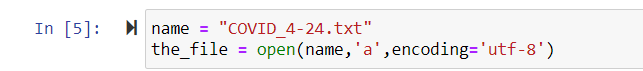 In [5]: name = "COVID_4-24.txt"
the_file = open(name,'a',encoding='utf-8')